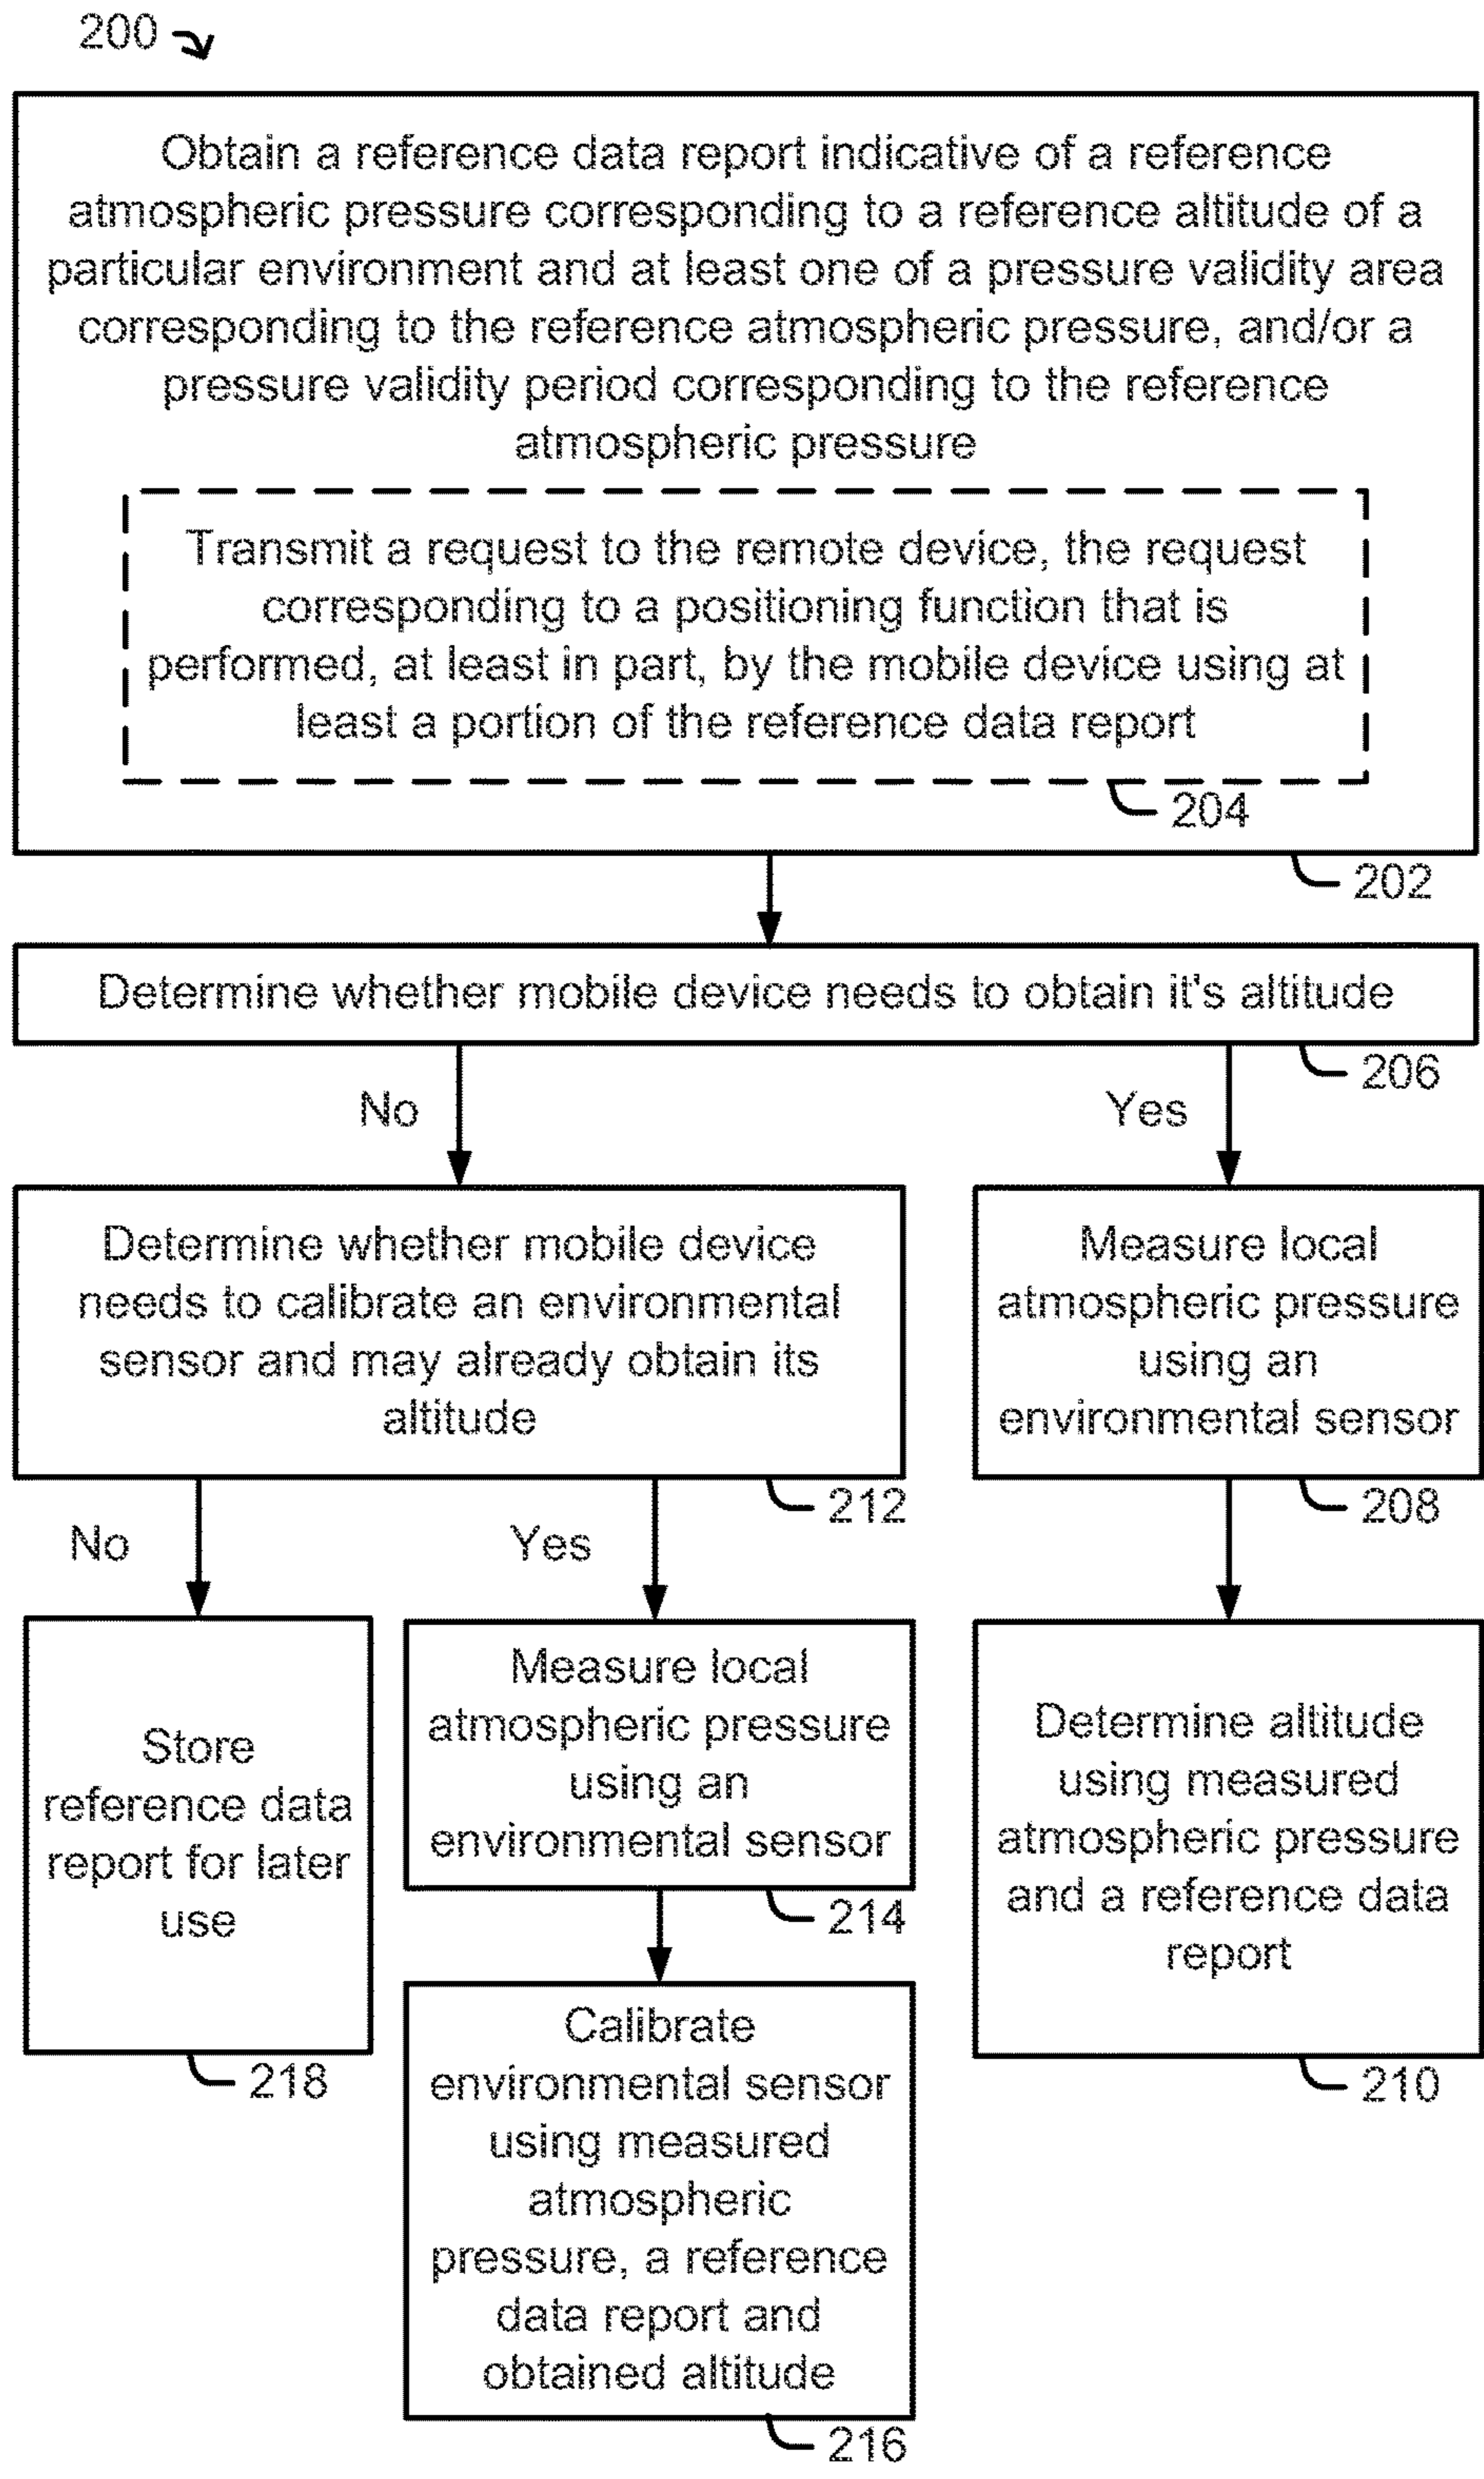 200
Obtain a reference data report indicative of a reference
atmospheric pressure corresponding to a reference altitude of a
particular environment and at least one of a pressure validity area
corresponding to the reference atmospheric pressure, and/or a
pressure validity period corresponding to the reference
atmospheric pressure
Transmit a request to the remote device, the request
corresponding to a positioning function that is
performed, at least in part, by the mobile device using at
least a portion of the reference data report
204
202
Determine whether mobile device needs to obtain it's altitude
206
No
Yes
Determine whether mobile device
needs to calibrate an environmental
sensor and may already obtain its
altitude
212
Measure local
atmospheric pressure
using an
environmental sensor
208
No
Yes
Store
reference data
report for later
use
218
Measure local
atmospheric pressure
using an
environmental sensor
214
Determine altitude
using measured
atmospheric pressure
and a reference data
report
210
Calibrate
environmental sensor
using measured
atmospheric
pressure, a reference
data report and
obtained altitude
216